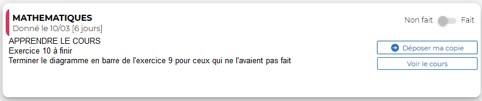 MATHEMATIQUES
Donné le 10/03 [6 jours]
Non fait Fait
APPRENDRE LE COURS
Exercice 10 à finir
Terminer le diagramme en barre de l'exercice 9 pour ceux qui ne l'avaient pas fait
Déposer ma copie
Voir le cours